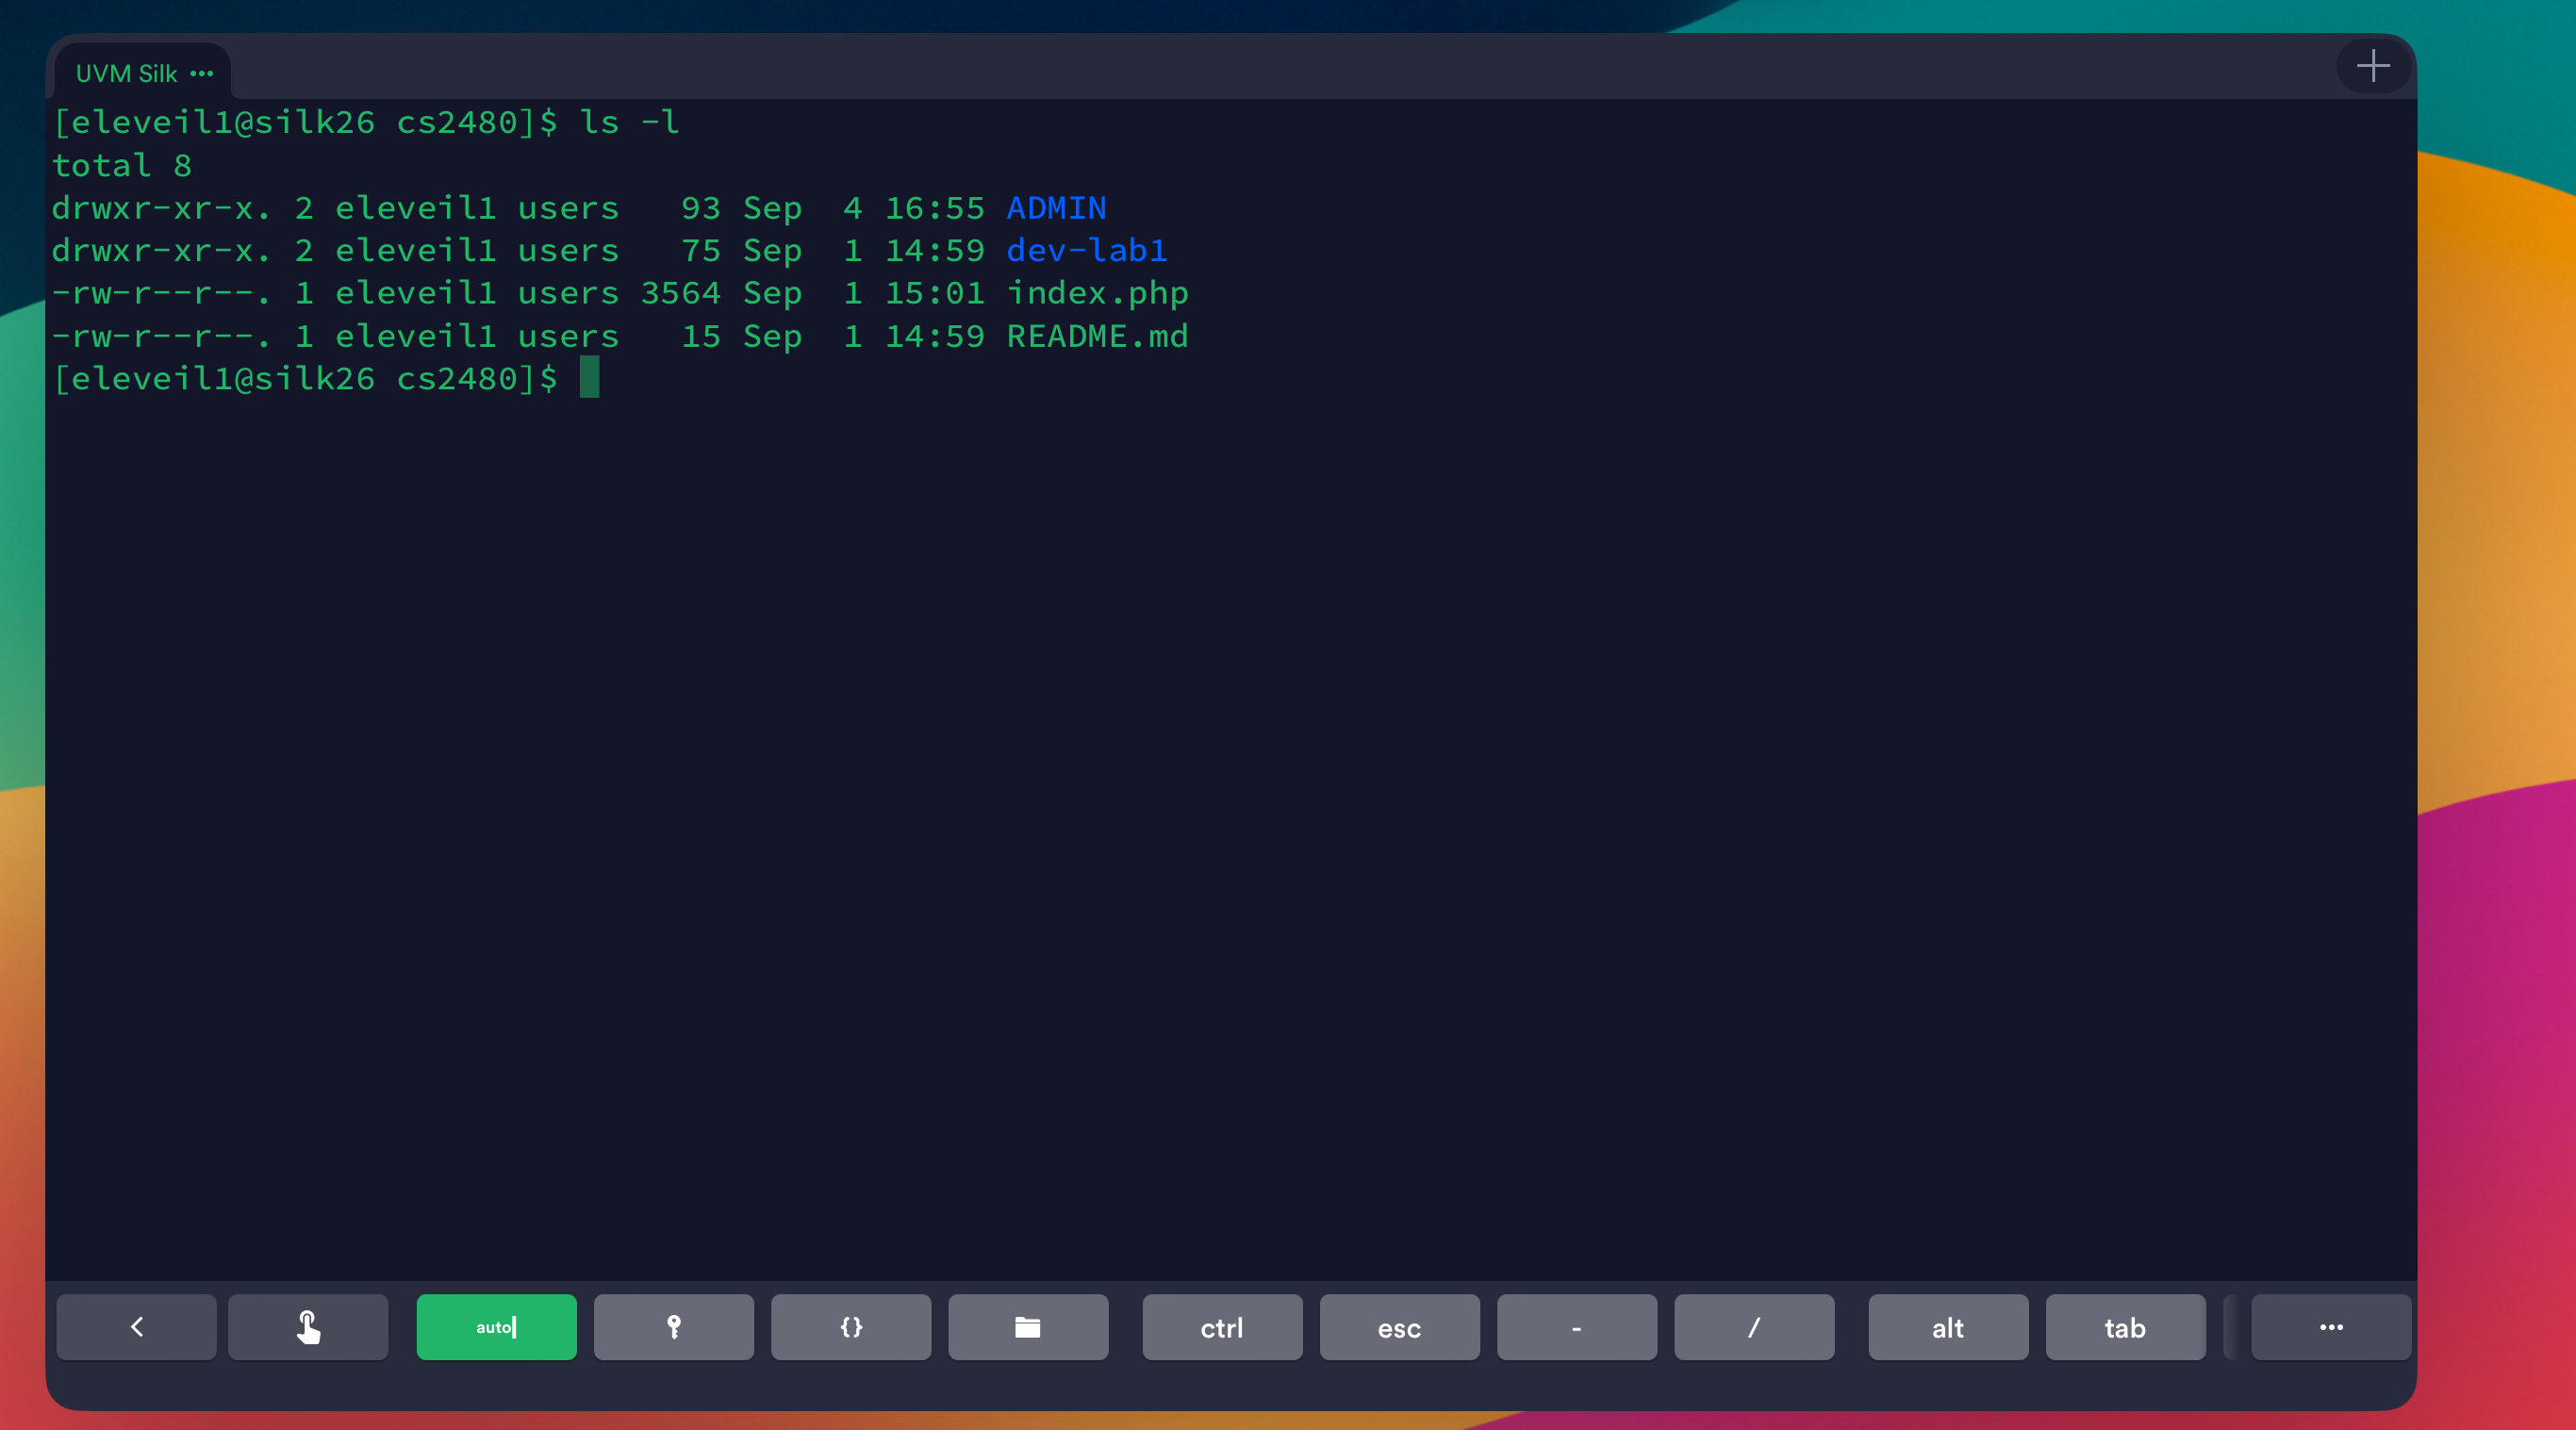 UVM Silk •••
[eleveil1@silk26 cs2480]$ ls -l
total 8
drwxr-xr-x. 2 eleveil1 users   93 Sep  4 16:55 ADMIN
drwxr-xr-x. 2 eleveil1 users   75 Sep  1 14:59 dev-lab1
-rw-r--r--. 1 eleveil1 users 3564 Sep  1 15:01 index.php
-rw-r--r--. 1 eleveil1 users   15 Sep  1 14:59 README.md
[eleveil1@silk26 cs2480]$
auto {} ctrl esc - / alt tab •••